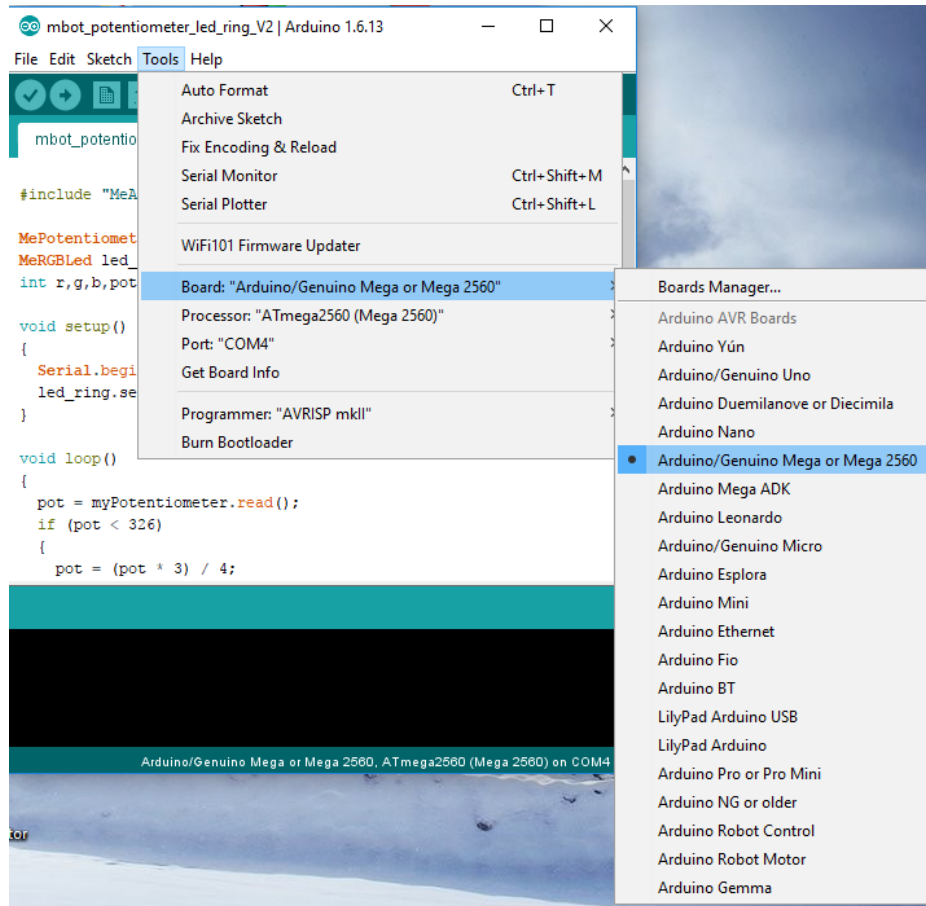 mbot_potentiometer_led_ring_V2 | Arduino 1.6.13
File Edit Sketch Tools Help
mbot_potentio
#include "MeA
MePotentiomet
MeRGBLed led_
int r,g,b,pot
void setup()
{
Serial.begi
led_ring.se
}
void loop()
{
pot = myPotentiometer.read();
if (pot < 326)
{
pot = (pot * 3) / 4;
Auto Format Ctrl+T
Archive Sketch
Fix Encoding & Reload
Serial Monitor Ctrl+Shift+M
Serial Plotter Ctrl+Shift+L
WiFi101 Firmware Updater
Board: "Arduino/Genuino Mega or Mega 2560"
Processor: "ATmega2560 (Mega 2560)"
Port: "COM4"
Get Board Info
Programmer: "AVRISP mkII"
Burn Bootloader
Boards Manager...
Arduino AVR Boards
Arduino Yún
Arduino/Genuino Uno
Arduino Duemilanove or Diecimila
Arduino Nano
Arduino/Genuino Mega or Mega 2560
Arduino Mega ADK
Arduino Leonardo
Arduino/Genuino Micro
Arduino Esplora
Arduino Mini
Arduino Ethernet
Arduino Fio
Arduino BT
LilyPad Arduino USB
LilyPad Arduino
Arduino Pro or Pro Mini
Arduino NG or older
Arduino Robot Control
Arduino Robot Motor
Arduino Gemma
Arduino/Genuino Mega or Mega 2560, ATmega2560 (Mega 2560) on COM4
tor